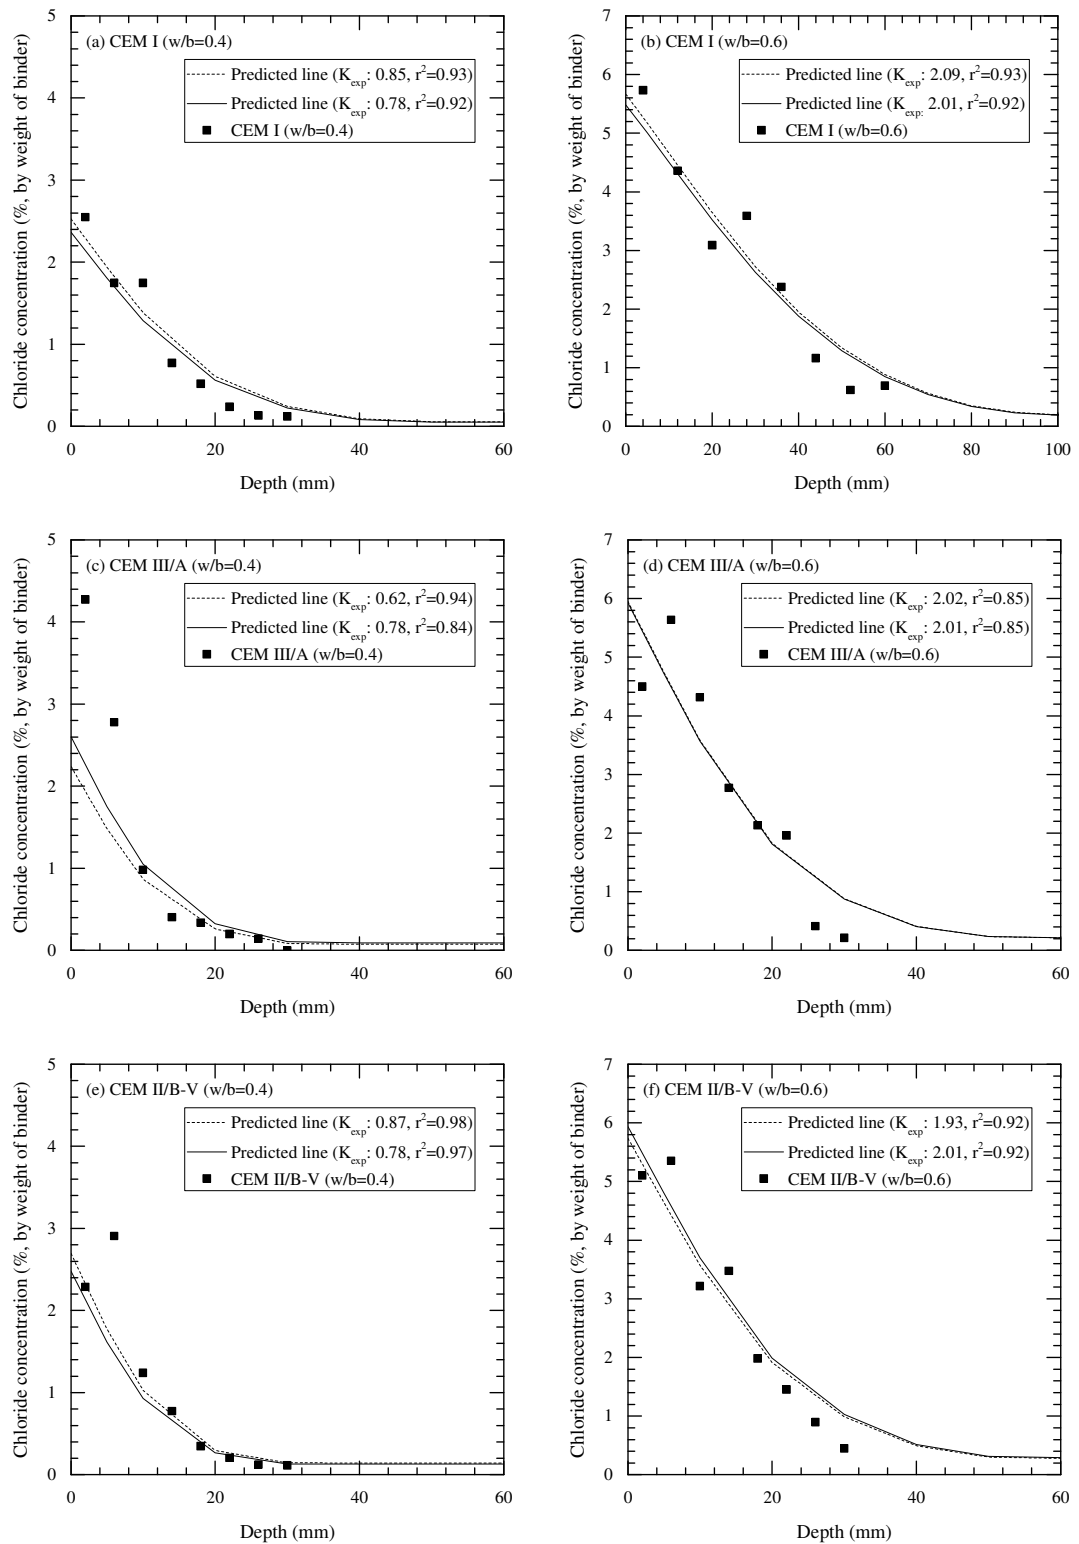 (a) CEM I (w/b=0.4)
Predicted line (K_exp: 0.85, r²=0.93)
Predicted line (K_exp: 0.78, r²=0.92)
CEM I (w/b=0.4)
Chloride concentration (%, by weight of binder)
5
4
3
2
1
0
0 20 40 60
Depth (mm)
(b) CEM I (w/b=0.6)
Predicted line (K_exp: 2.09, r²=0.93)
Predicted line (K_exp: 2.01, r²=0.92)
CEM I (w/b=0.6)
Chloride concentration (%, by weight of binder)
7
6
5
4
3
2
1
0
0 20 40 60 80 100
Depth (mm)
(c) CEM III/A (w/b=0.4)
Predicted line (K_exp: 0.62, r²=0.94)
Predicted line (K_exp: 0.78, r²=0.84)
CEM III/A (w/b=0.4)
Chloride concentration (%, by weight of binder)
5
4
3
2
1
0
0 20 40 60
Depth (mm)
(d) CEM III/A (w/b=0.6)
Predicted line (K_exp: 2.02, r²=0.85)
Predicted line (K_exp: 2.01, r²=0.85)
CEM III/A (w/b=0.6)
Chloride concentration (%, by weight of binder)
7
6
5
4
3
2
1
0
0 20 40 60
Depth (mm)
(e) CEM II/B-V (w/b=0.4)
Predicted line (K_exp: 0.87, r²=0.98)
Predicted line (K_exp: 0.78, r²=0.97)
CEM II/B-V (w/b=0.4)
Chloride concentration (%, by weight of binder)
5
4
3
2
1
0
0 20 40 60
Depth (mm)
(f) CEM II/B-V (w/b=0.6)
Predicted line (K_exp: 1.93, r²=0.92)
Predicted line (K_exp: 2.01, r²=0.92)
CEM II/B-V (w/b=0.6)
Chloride concentration (%, by weight of binder)
7
6
5
4
3
2
1
0
0 20 40 60
Depth (mm)